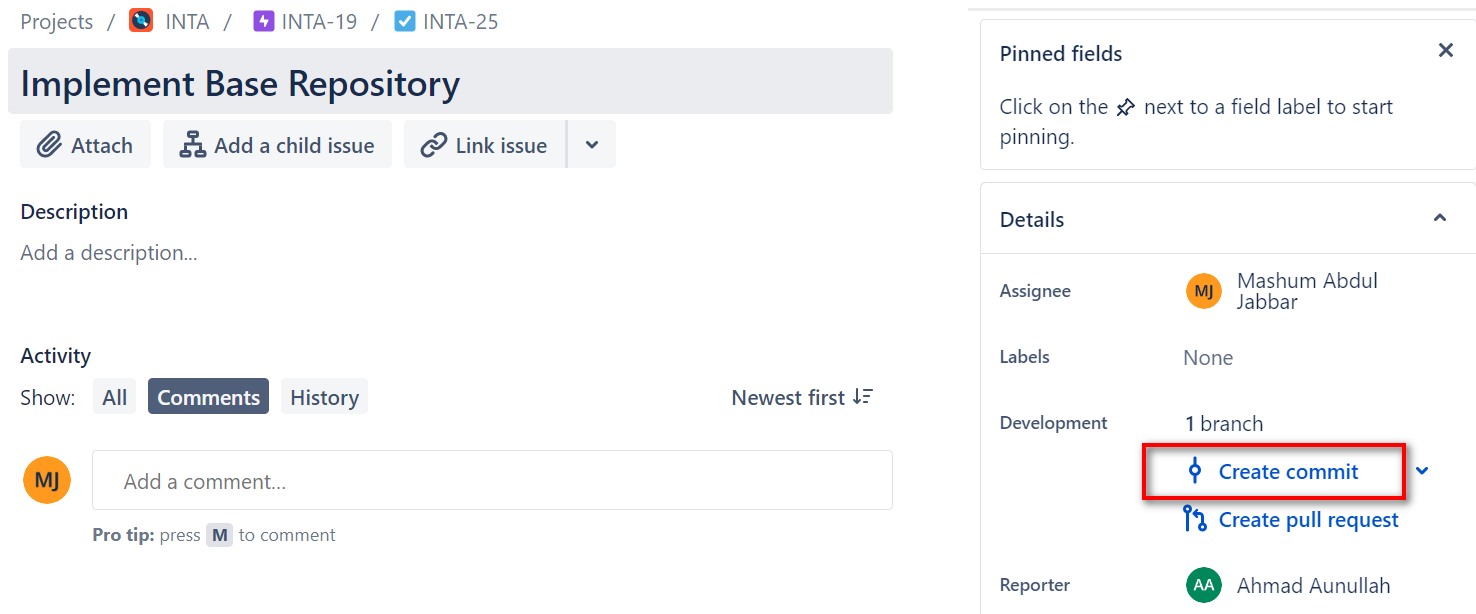 Projects / INTA / INTA-19 / INTA-25
Implement Base Repository
Attach
Add a child issue
Link issue
Description
Add a description...
Activity
Show: All Comments History
Newest first
MJ
Add a comment...
Pro tip: press M to comment
Pinned fields
Click on the next to a field label to start
pinning.
Details
Assignee
MJ
Mashum Abdul
Jabbar
Labels
None
Development
1 branch
Create commit
Create pull request
Reporter
AA
Ahmad Aunullah